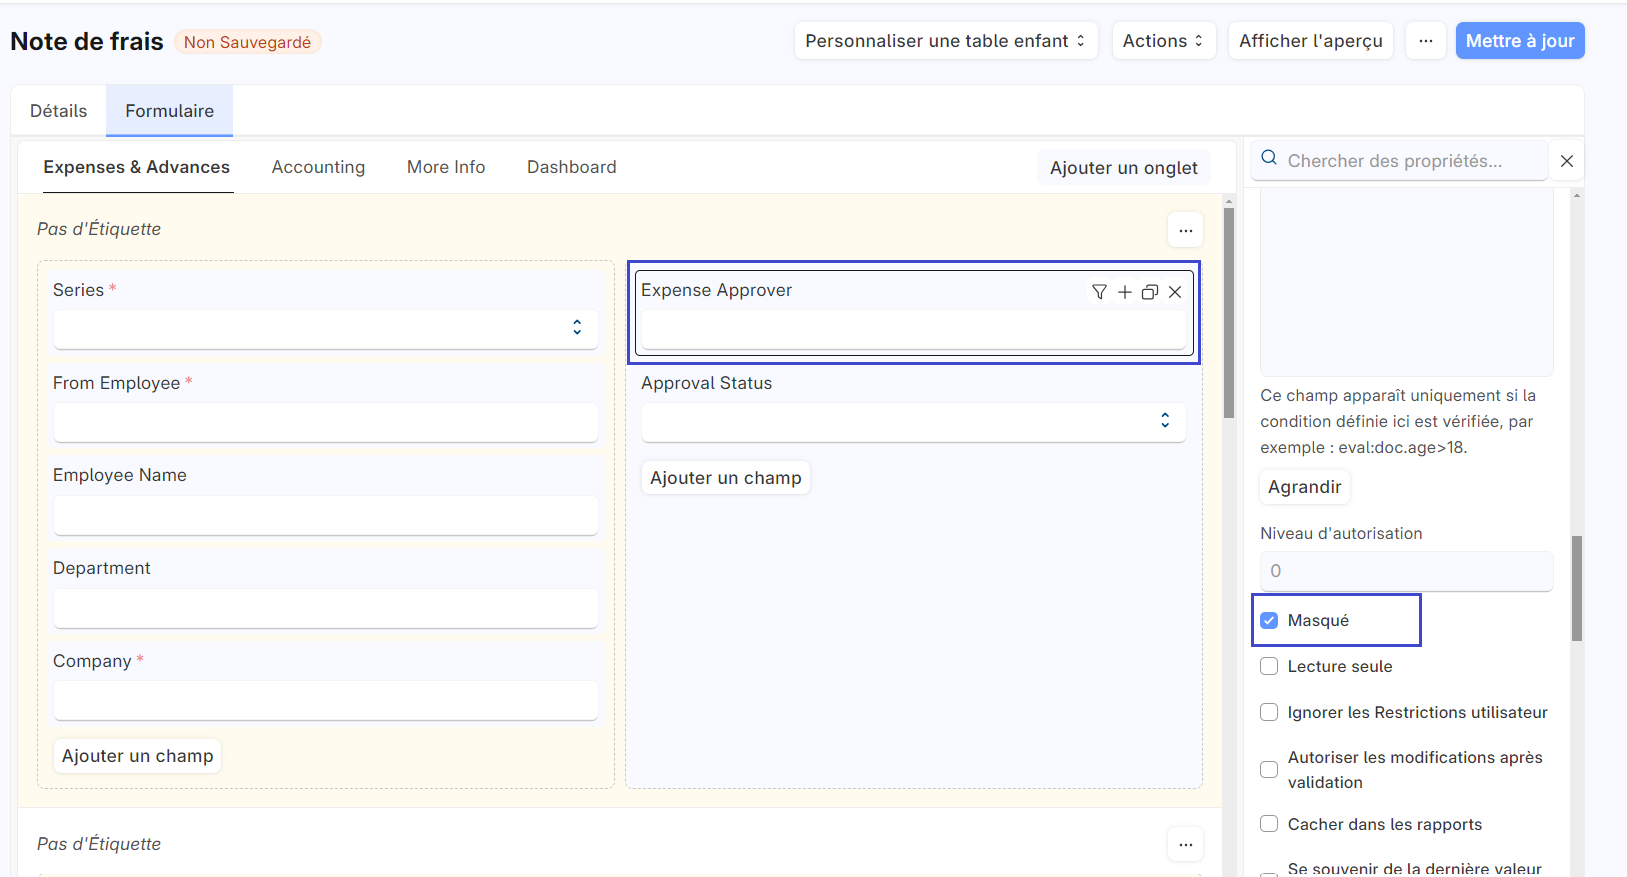 Note de frais
Non Sauvegardé
Personnaliser une table enfant
Actions
Afficher l'aperçu
...
Mettre à jour
Détails
Formulaire
Expenses & Advances
Accounting
More Info
Dashboard
Ajouter un onglet
Pas d'Étiquette
...
Series *
From Employee *
Employee Name
Department
Company *
Ajouter un champ
Expense Approver
Approval Status
Ajouter un champ
Pas d'Étiquette
...
Chercher des propriétés...
Ce champ apparaît uniquement si la
condition définie ici est vérifiée, par
exemple : eval:doc.age>18.
Agrandir
Niveau d'autorisation
0
Masqué
Lecture seule
Ignorer les Restrictions utilisateur
Autoriser les modifications après
validation
Cacher dans les rapports
Se souvenir de la dernière valeur